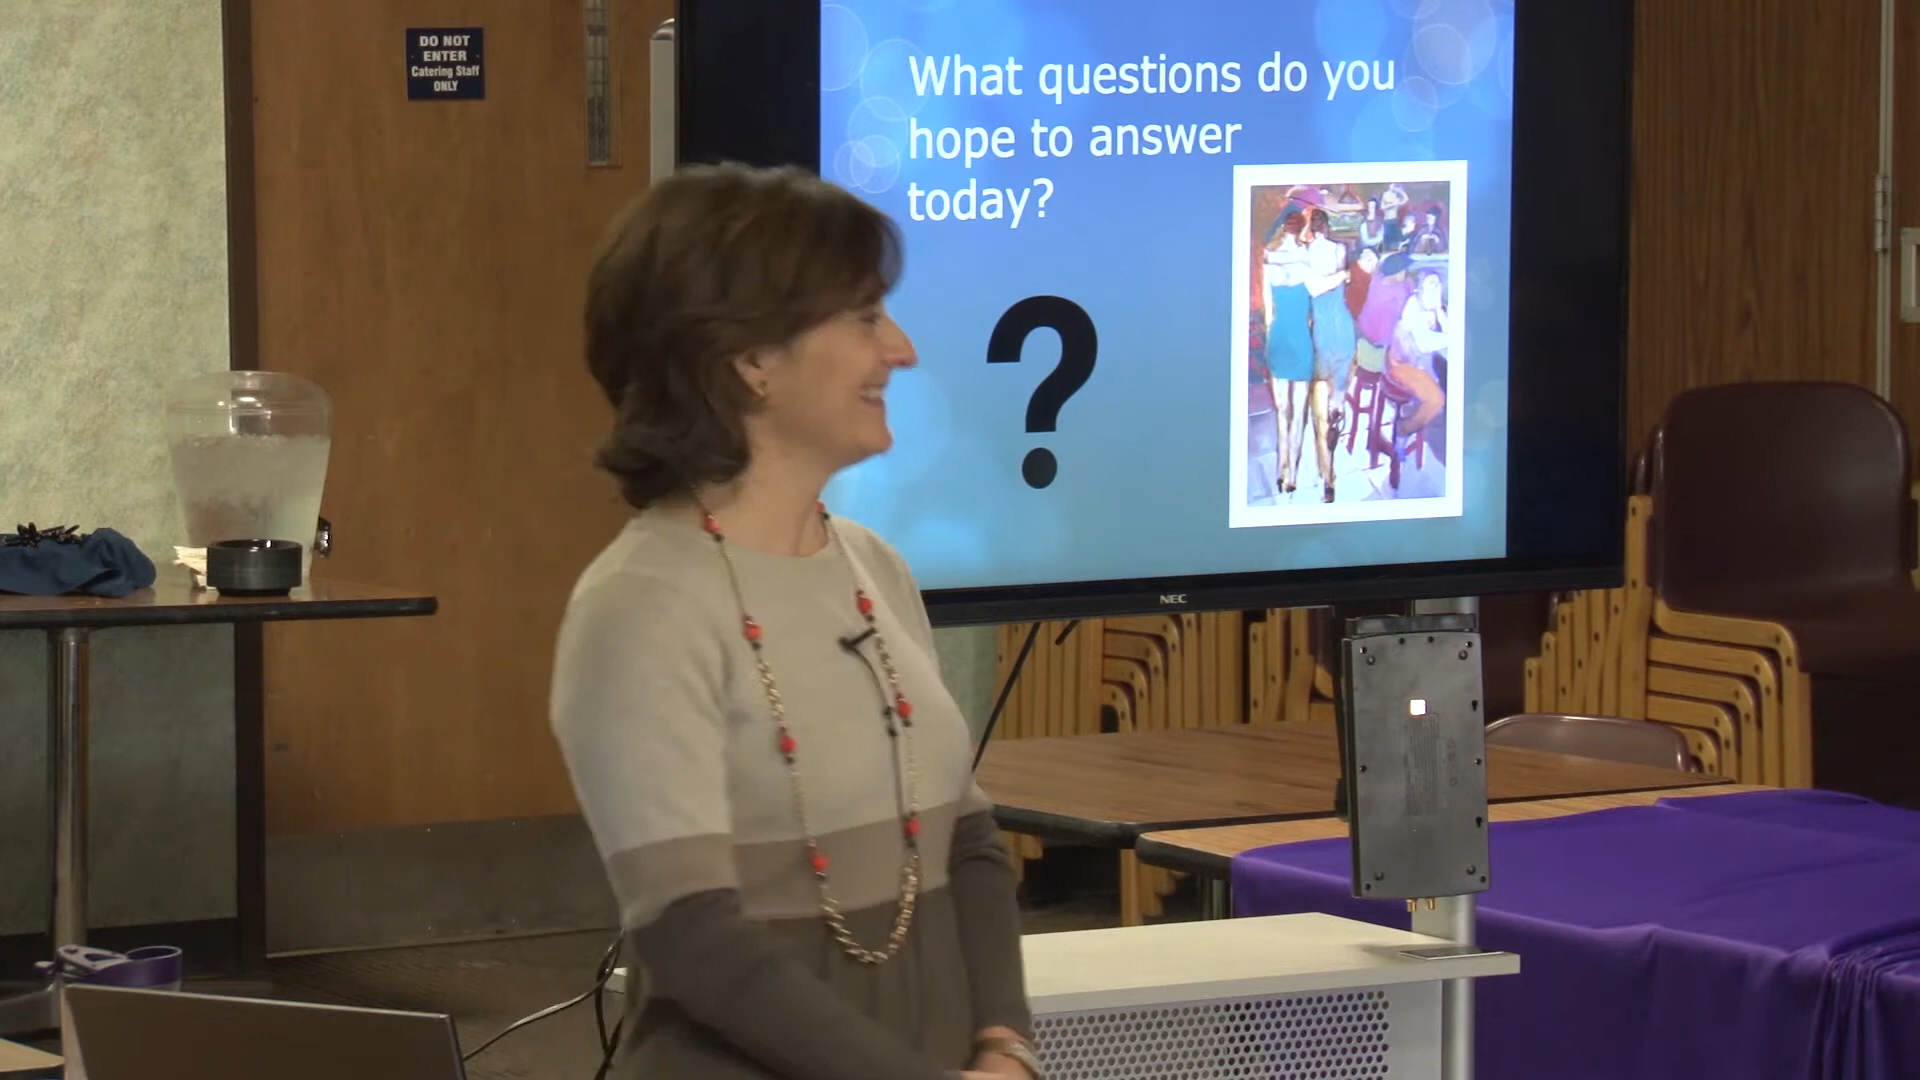 DO NOT
ENTER
Catering Staff
ONLY
What questions do you
hope to answer
today?
?
NEC